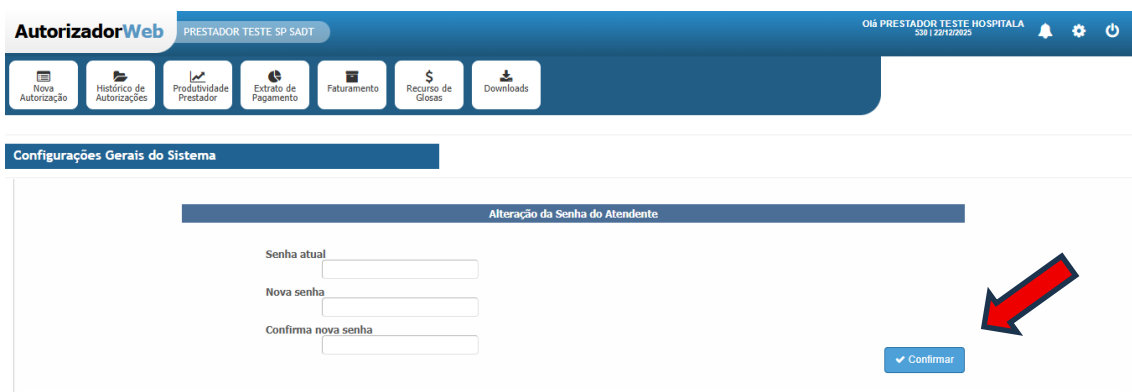 AutorizadorWeb
PRESTADOR TESTE SP SADT
Olá PRESTADOR TESTE HOSPITALA
530 | 22/12/2025
Nova
Autorização
Histórico de
Autorizações
Produtividade
Prestador
Extrato de
Pagamento
Faturamento
Recurso de
Glosas
Downloads
Configurações Gerais do Sistema
Alteração da Senha do Atendente
Senha atual
Nova senha
Confirma nova senha
Confirmar